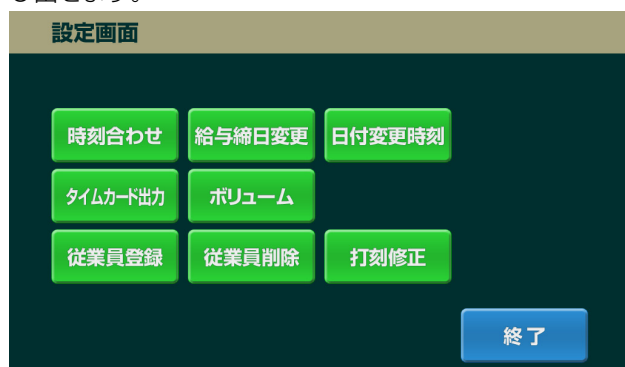 設定画面
時刻合わせ 給与締日変更 日付変更時刻
タイムカード出力 ボリューム
従業員登録 従業員削除 打刻修正
終了